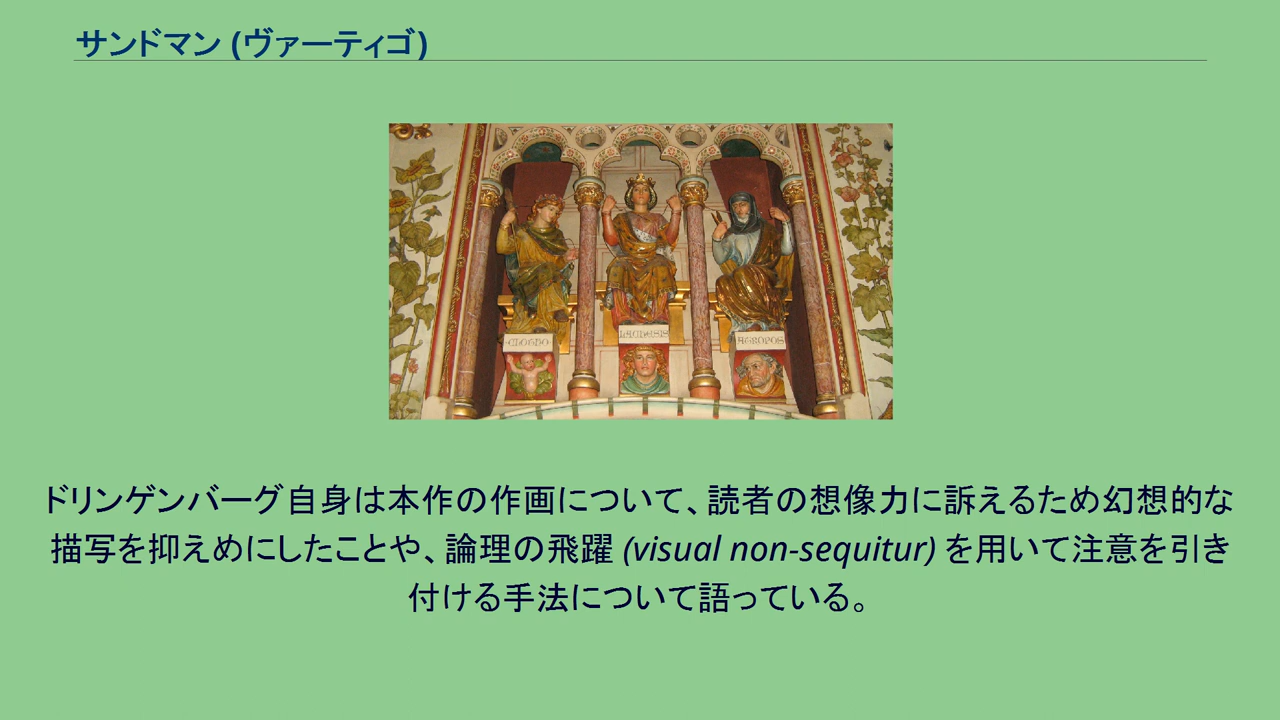 サンドマン (ヴァーティゴ)
CLOTHO
LACHESIS
ATROPOS
ドリンゲンバーグ自身は本作の作画について、読者の想像力に訴えるため幻想的な
描写を抑えめにしたことや、論理の飛躍 (visual non-sequitur) を用いて注意を引き
付ける手法について語っている。